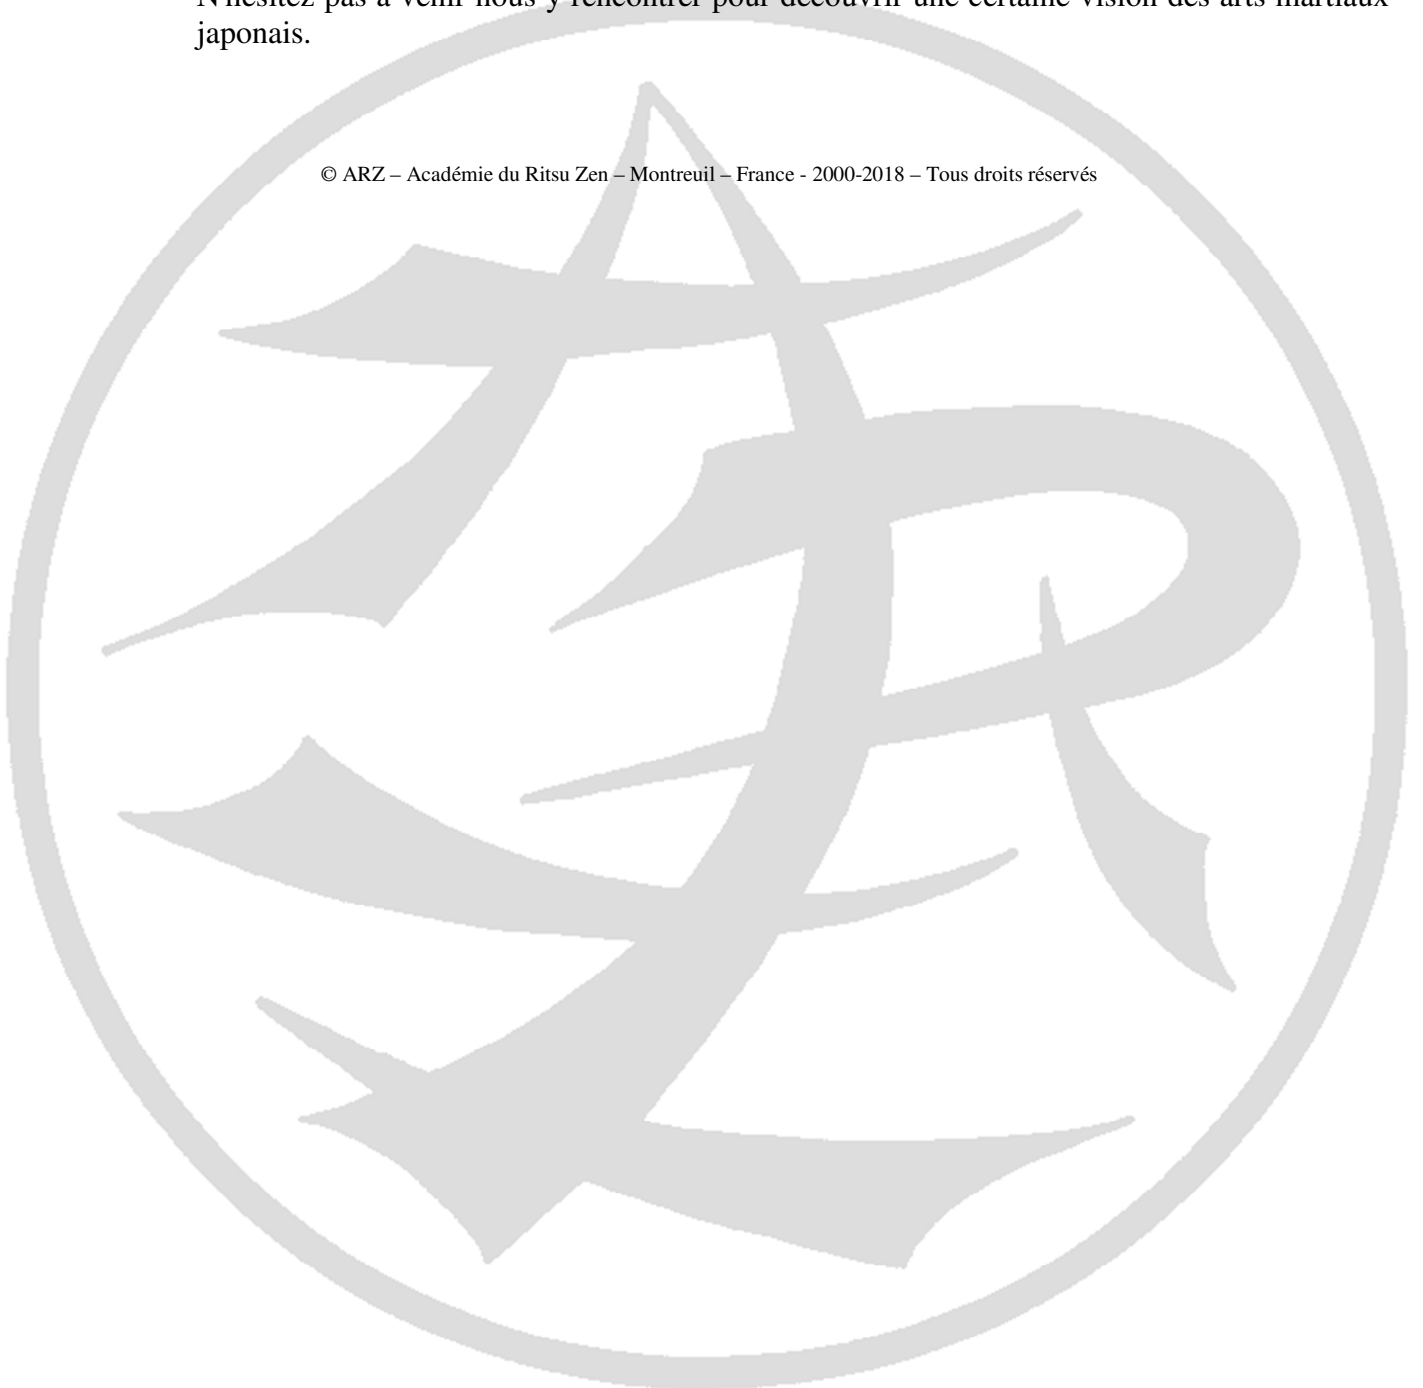 N'hésitez pas à venir nous y rencontrer pour découvrir une certaine vision des arts martiaux
japonais.
© ARZ – Académie du Ritsu Zen – Montreuil – France - 2000-2018 – Tous droits réservés